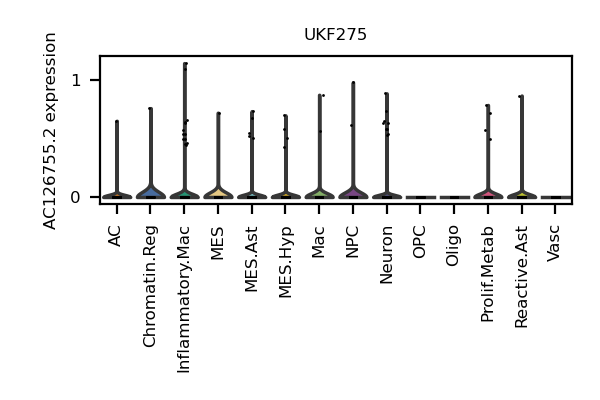 UKF275
AC126755.2 expression
1
0
AC
Chromatin.Reg
Inflammatory.Mac
MES
MES.Ast
MES.Hyp
Mac
NPC
Neuron
OPC
Oligo
Prolif.Metab
Reactive.Ast
Vasc